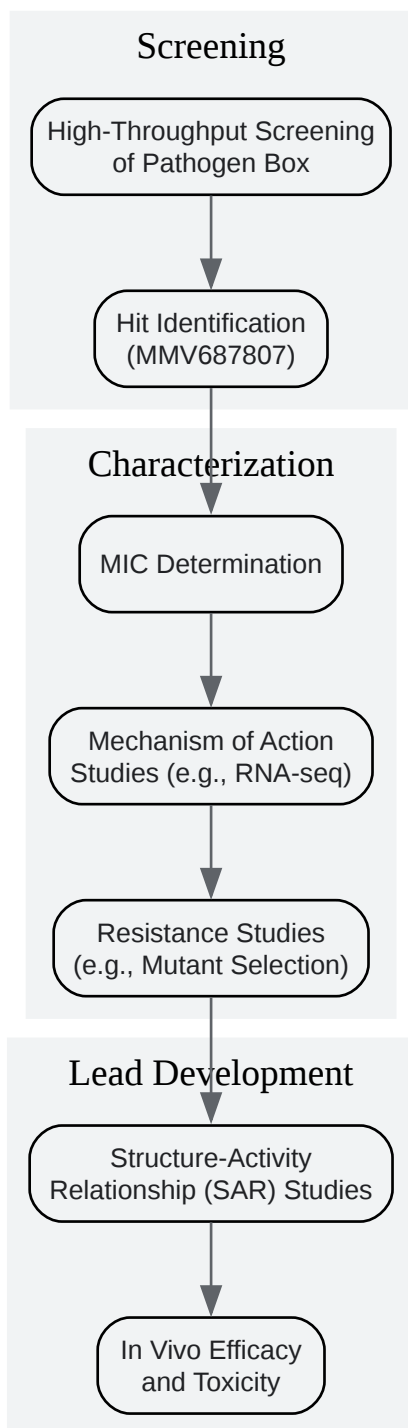 Screening
High-Throughput Screening
of Pathogen Box
Hit Identification
(MMV687807)
Characterization
MIC Determination
Mechanism of Action
Studies (e.g., RNA-seq)
Resistance Studies
(e.g., Mutant Selection)
Lead Development
Structure-Activity
Relationship (SAR) Studies
In Vivo Efficacy
and Toxicity